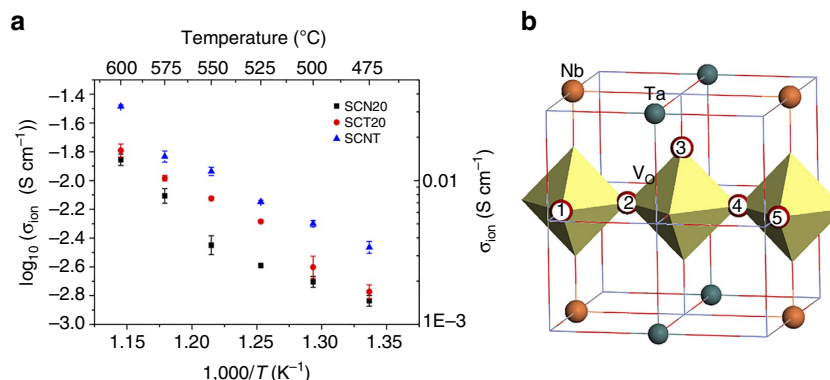 a
Temperature (°C)
600 575 550 525 500 475
−1.4
−1.6
−1.8
−2.0
−2.2
−2.4
−2.6
−2.8
−3.0
log₁₀ (σion (S cm⁻¹))
SCN20
SCT20
SCNT
0.01
1E−3
σion (S cm⁻¹)
1.15 1.20 1.25 1.30 1.35
1,000/T (K⁻¹)
b
Nb
Ta
3
VO
1
2
4
5